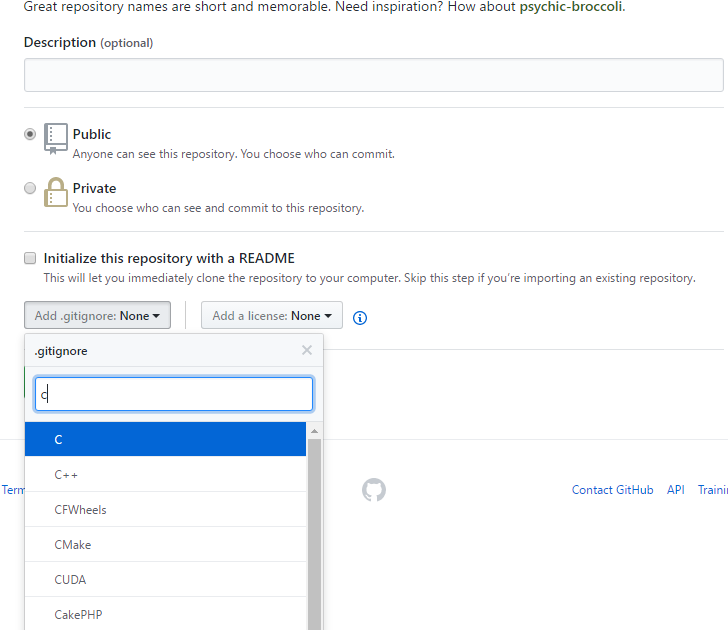 Great repository names are short and memorable. Need inspiration? How about psychic-broccoli.
Description (optional)
Public
Anyone can see this repository. You choose who can commit.
Private
You choose who can see and commit to this repository.
Initialize this repository with a README
This will let you immediately clone the repository to your computer. Skip this step if you're importing an existing repository.
Add .gitignore: None Add a license: None
.gitignore
c
C
C++
Contact GitHub API
CFWheels
CMake
CUDA
CakePHP